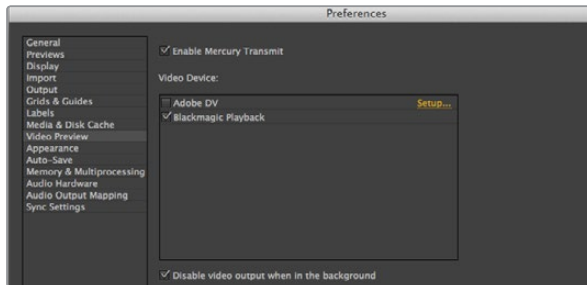 Preferences
General
Previews
Display
Import
Output
Grids & Guides
Labels
Media & Disk Cache
Video Preview
Appearance
Auto-Save
Memory & Multiprocessing
Audio Hardware
Audio Output Mapping
Sync Settings
Enable Mercury Transmit
Video Device:
Adobe DV Setup...
Blackmagic Playback
Disable video output when in the background